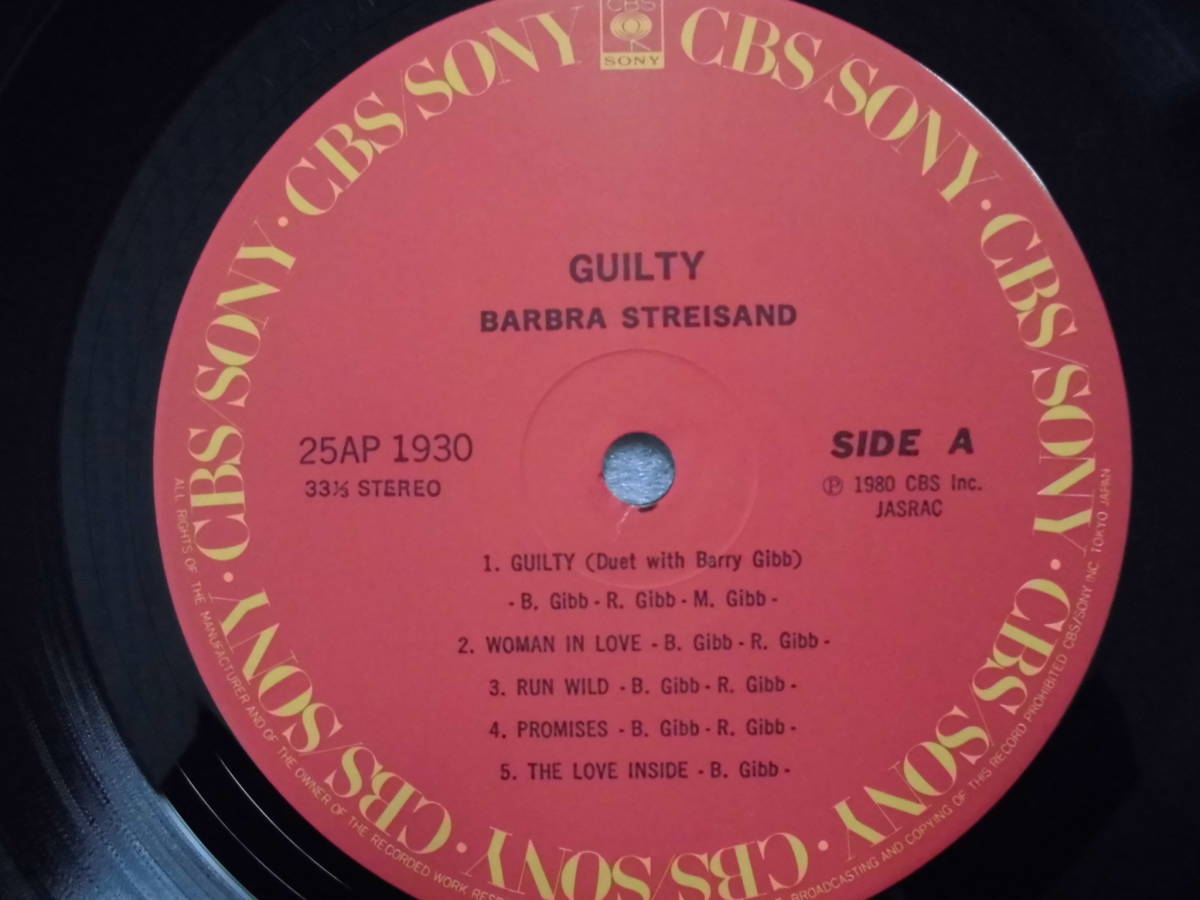 CBS
SONY
CBS/SONY · CBS/SONY · CBS/SONY · CBS/SONY · CBS/SONY · CBS/SONY · CBS/SONY · CBS/SONY
GUILTY
BARBRA STREISAND
25AP 1930
33⅓ STEREO
SIDE A
Ⓟ 1980 CBS Inc.
JASRAC
1. GUILTY (Duet with Barry Gibb)
- B. Gibb - R. Gibb - M. Gibb -
2. WOMAN IN LOVE - B. Gibb - R. Gibb -
3. RUN WILD - B. Gibb - R. Gibb -
4. PROMISES - B. Gibb - R. Gibb -
5. THE LOVE INSIDE - B. Gibb -
ALL RIGHTS OF THE MANUFACTURER AND OF THE OWNER OF THE RECORDED WORK
BROADCASTING AND COPYING OF THIS RECORD PROHIBITED CBS/SONY INC. TOKYO JAPAN